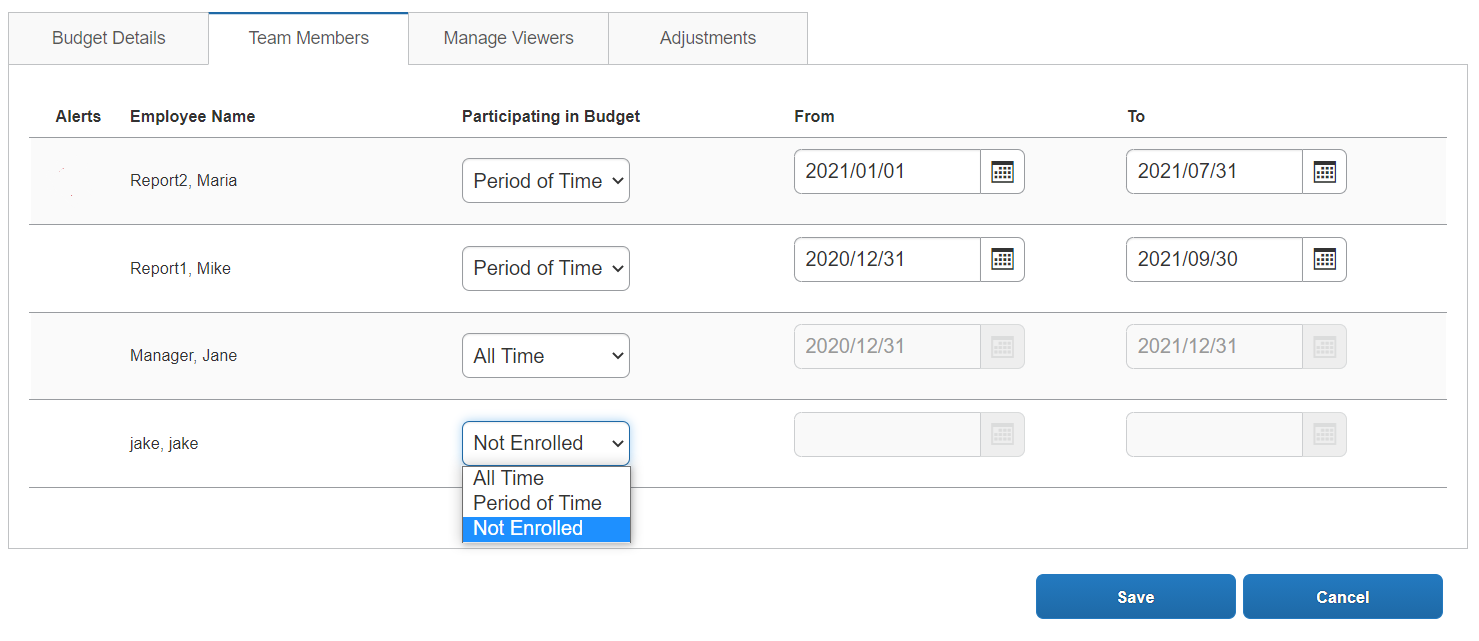 Budget Details Team Members Manage Viewers Adjustments
Alerts Employee Name Participating in Budget From To
Report2, Maria Period of Time 2021/01/01 2021/07/31
Report1, Mike Period of Time 2020/12/31 2021/09/30
Manager, Jane All Time 2020/12/31 2021/12/31
jake, jake Not Enrolled
All Time
Period of Time
Not Enrolled
Save Cancel